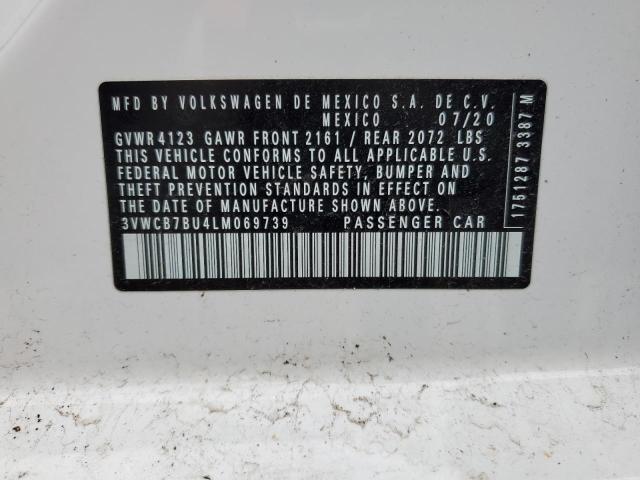 MFD BY VOLKSWAGEN DE MEXICO S.A. DE C.V.
MEXICO 07/20
GVWR 4123 GAWR FRONT 2161 / REAR 2072 LBS
THIS VEHICLE CONFORMS TO ALL APPLICABLE U.S.
FEDERAL MOTOR VEHICLE SAFETY, BUMPER AND
THEFT PREVENTION STANDARDS IN EFFECT ON
THE DATE OF MANUFACTURE SHOWN ABOVE.
3VWCB7BU4LM069739 PASSENGER CAR
1751287 3387 M